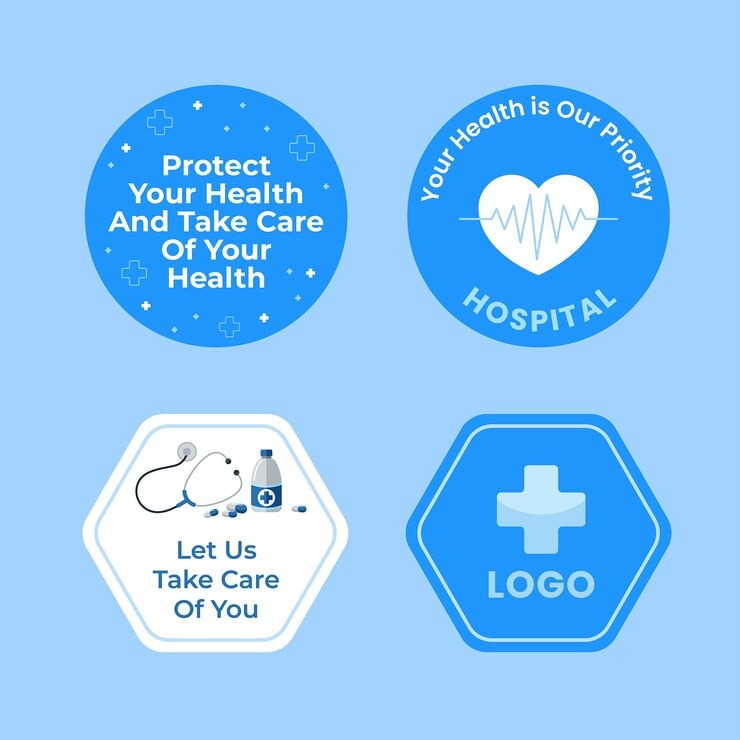 Protect
Your Health
And Take Care
Of Your
Health
Your Health is Our Priority
HOSPITAL
Let Us
Take Care
Of You
LOGO